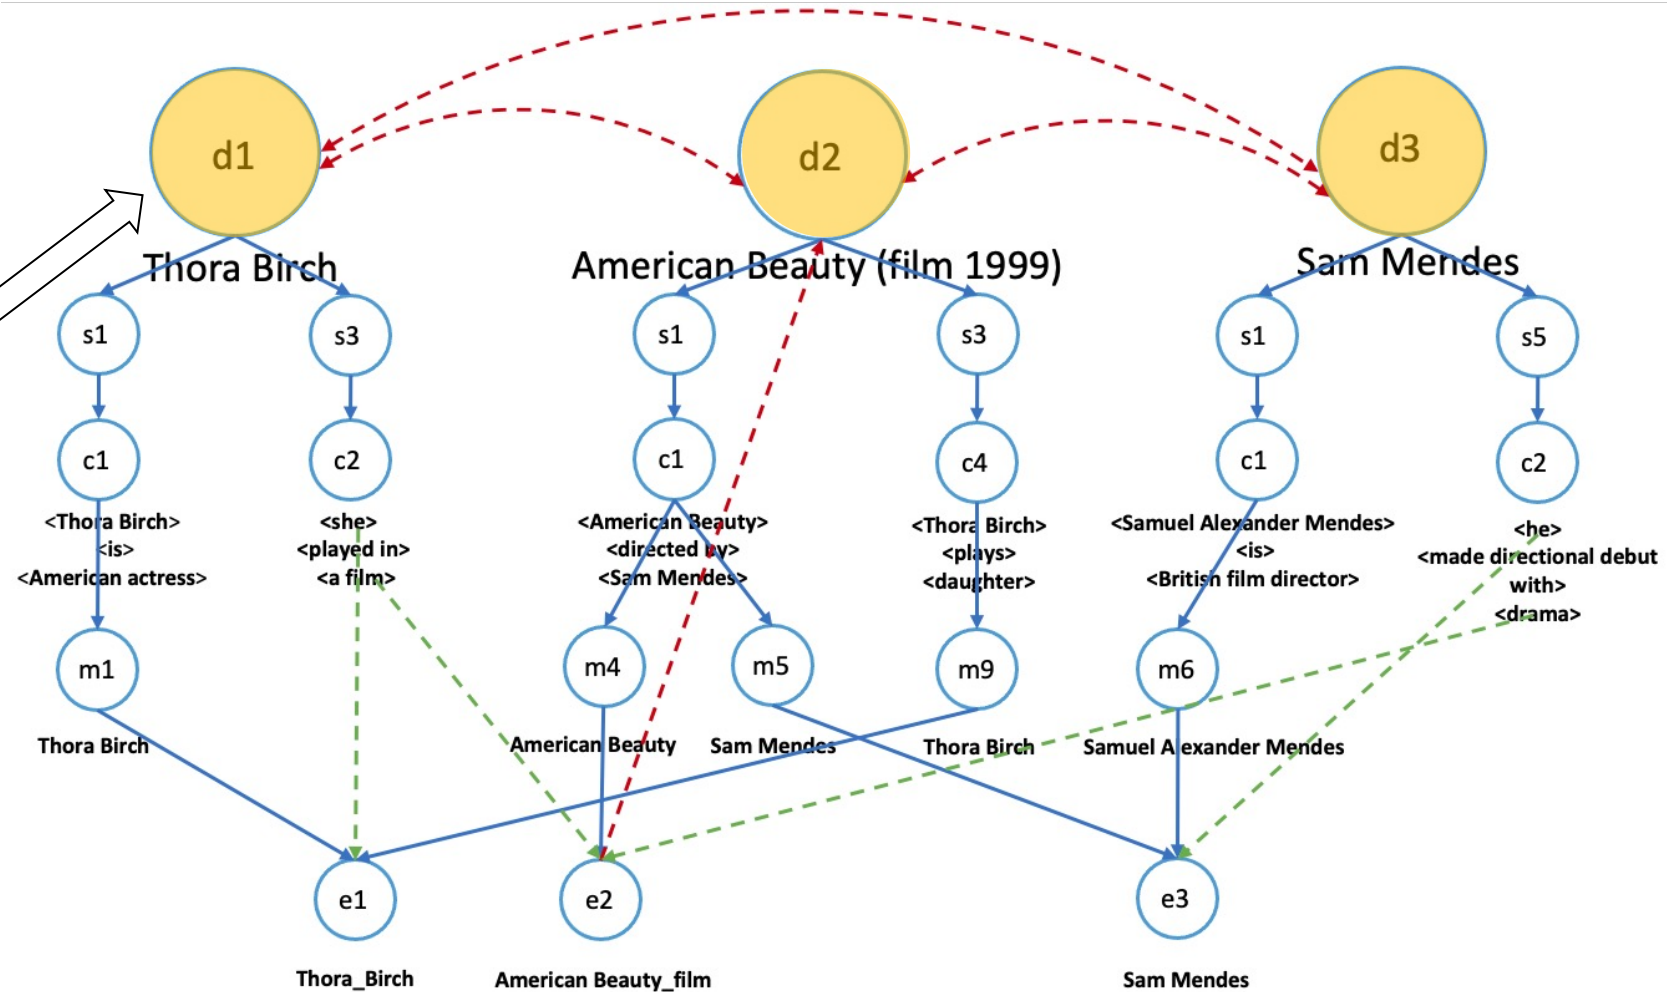 d1
d2
d3
Thora Birch
American Beauty (film 1999)
Sam Mendes
s1
s3
s1
s3
s1
s5
c1
c2
c1
c4
c1
c2
<Thora Birch>
<is>
<American actress>
<she>
<played in>
<a film>
<American Beauty>
<directed by>
<Sam Mendes>
<Thora Birch>
<plays>
<daughter>
<Samuel Alexander Mendes>
<is>
<British film director>
<he>
<made directional debut
with>
<drama>
m1
m4
m5
m9
m6
Thora Birch
American Beauty
Sam Mendes
Thora Birch
Samuel Alexander Mendes
e1
e2
e3
Thora_Birch
American Beauty_film
Sam Mendes